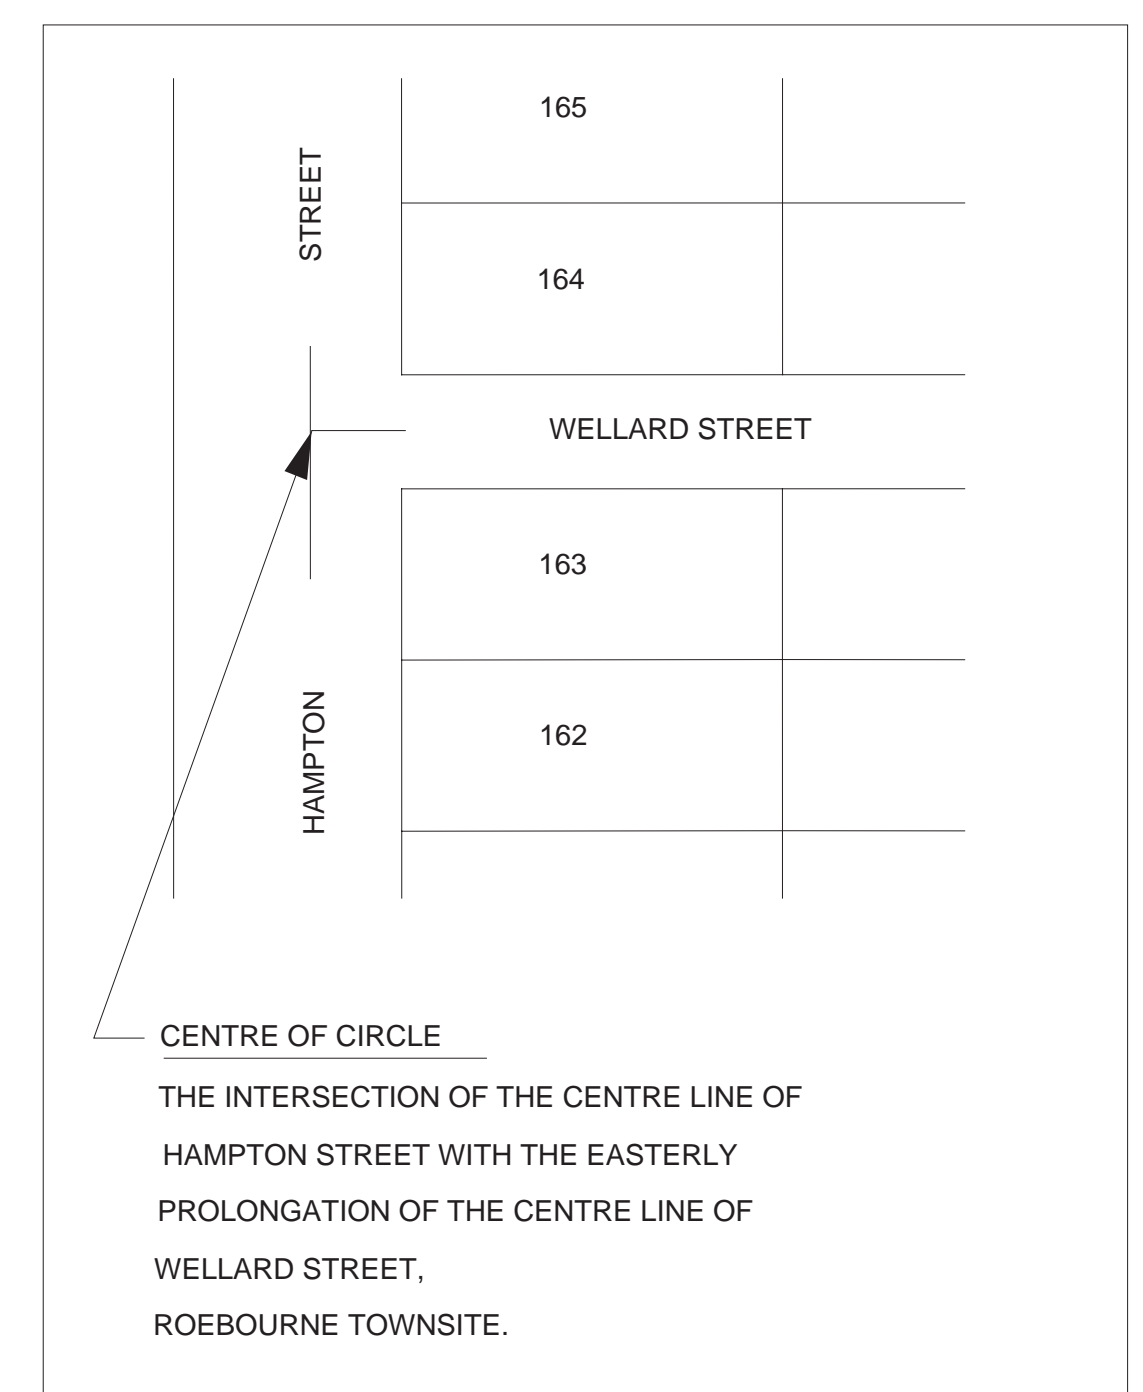 165
STREET
164
WELLARD STREET
163
HAMPTON
162
CENTRE OF CIRCLE
THE INTERSECTION OF THE CENTRE LINE OF
HAMPTON STREET WITH THE EASTERLY
PROLONGATION OF THE CENTRE LINE OF
WELLARD STREET,
ROEBOURNE TOWNSITE.